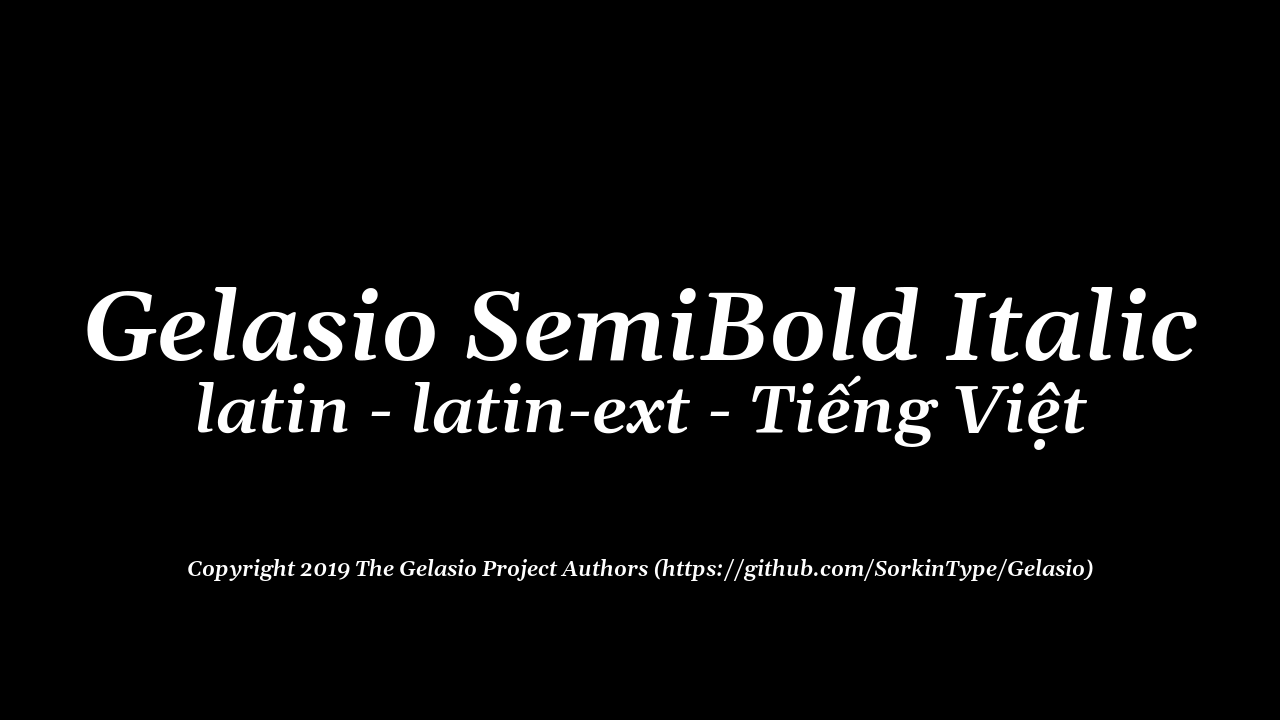 Gelasio SemiBold Italic
latin - latin-ext - Tiếng Việt
Copyright 2019 The Gelasio Project Authors (https://github.com/SorkinType/Gelasio)